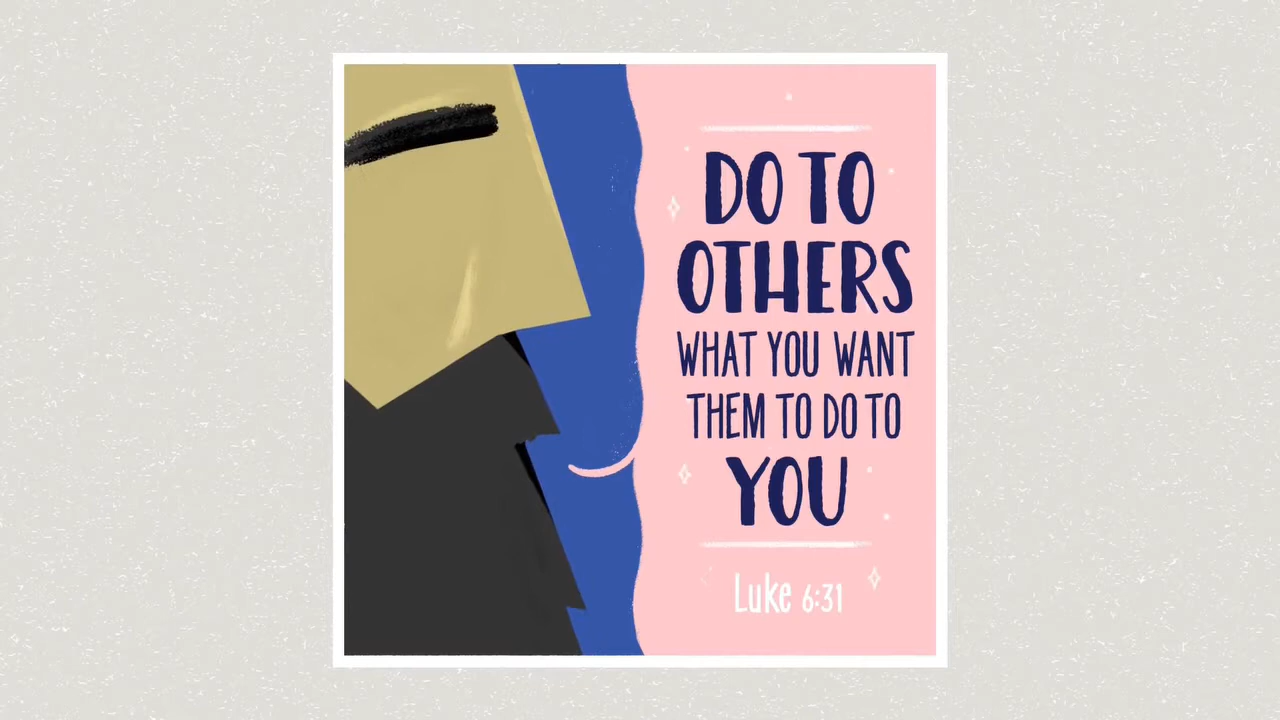 DO TO
OTHERS
WHAT YOU WANT
THEM TO DO TO
YOU
Luke 6:31